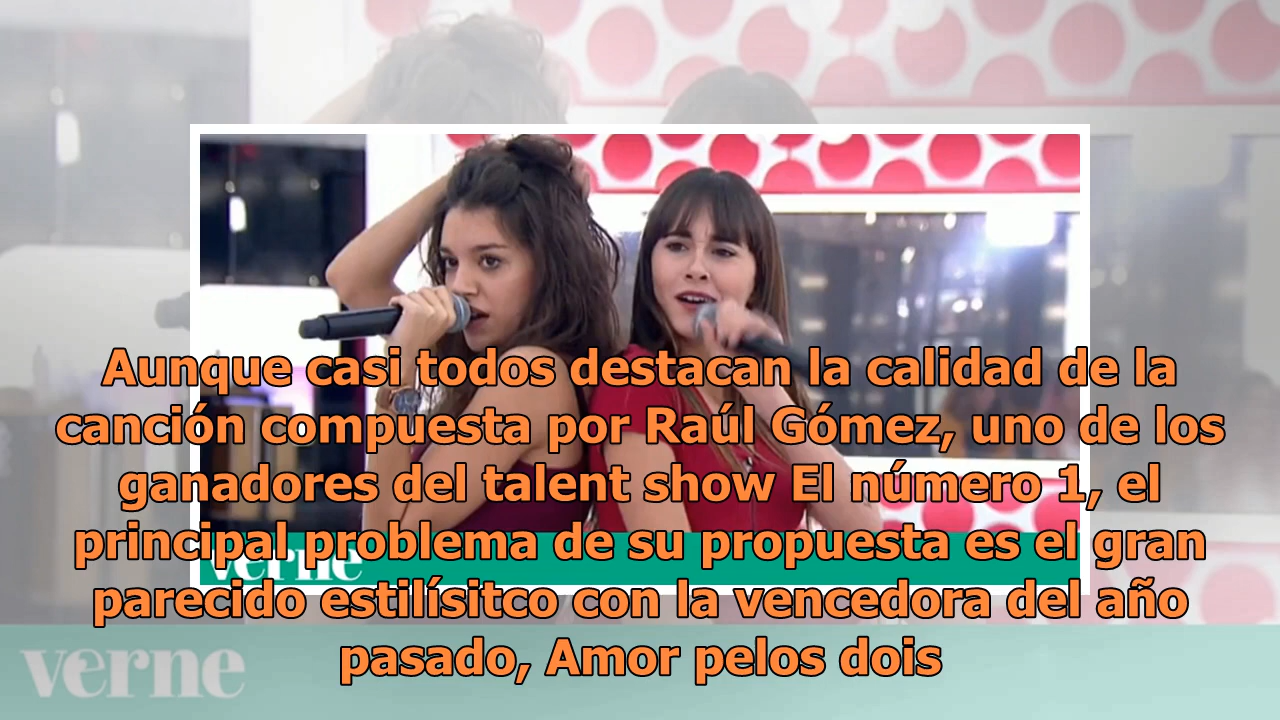 Aunque casi todos destacan la calidad de la
canción compuesta por Raúl Gómez, uno de los
ganadores del talent show El número 1, el
principal problema de su propuesta es el gran
verne
parecido estilísitco con la vencedora del año
pasado, Amor pelos dois
verne